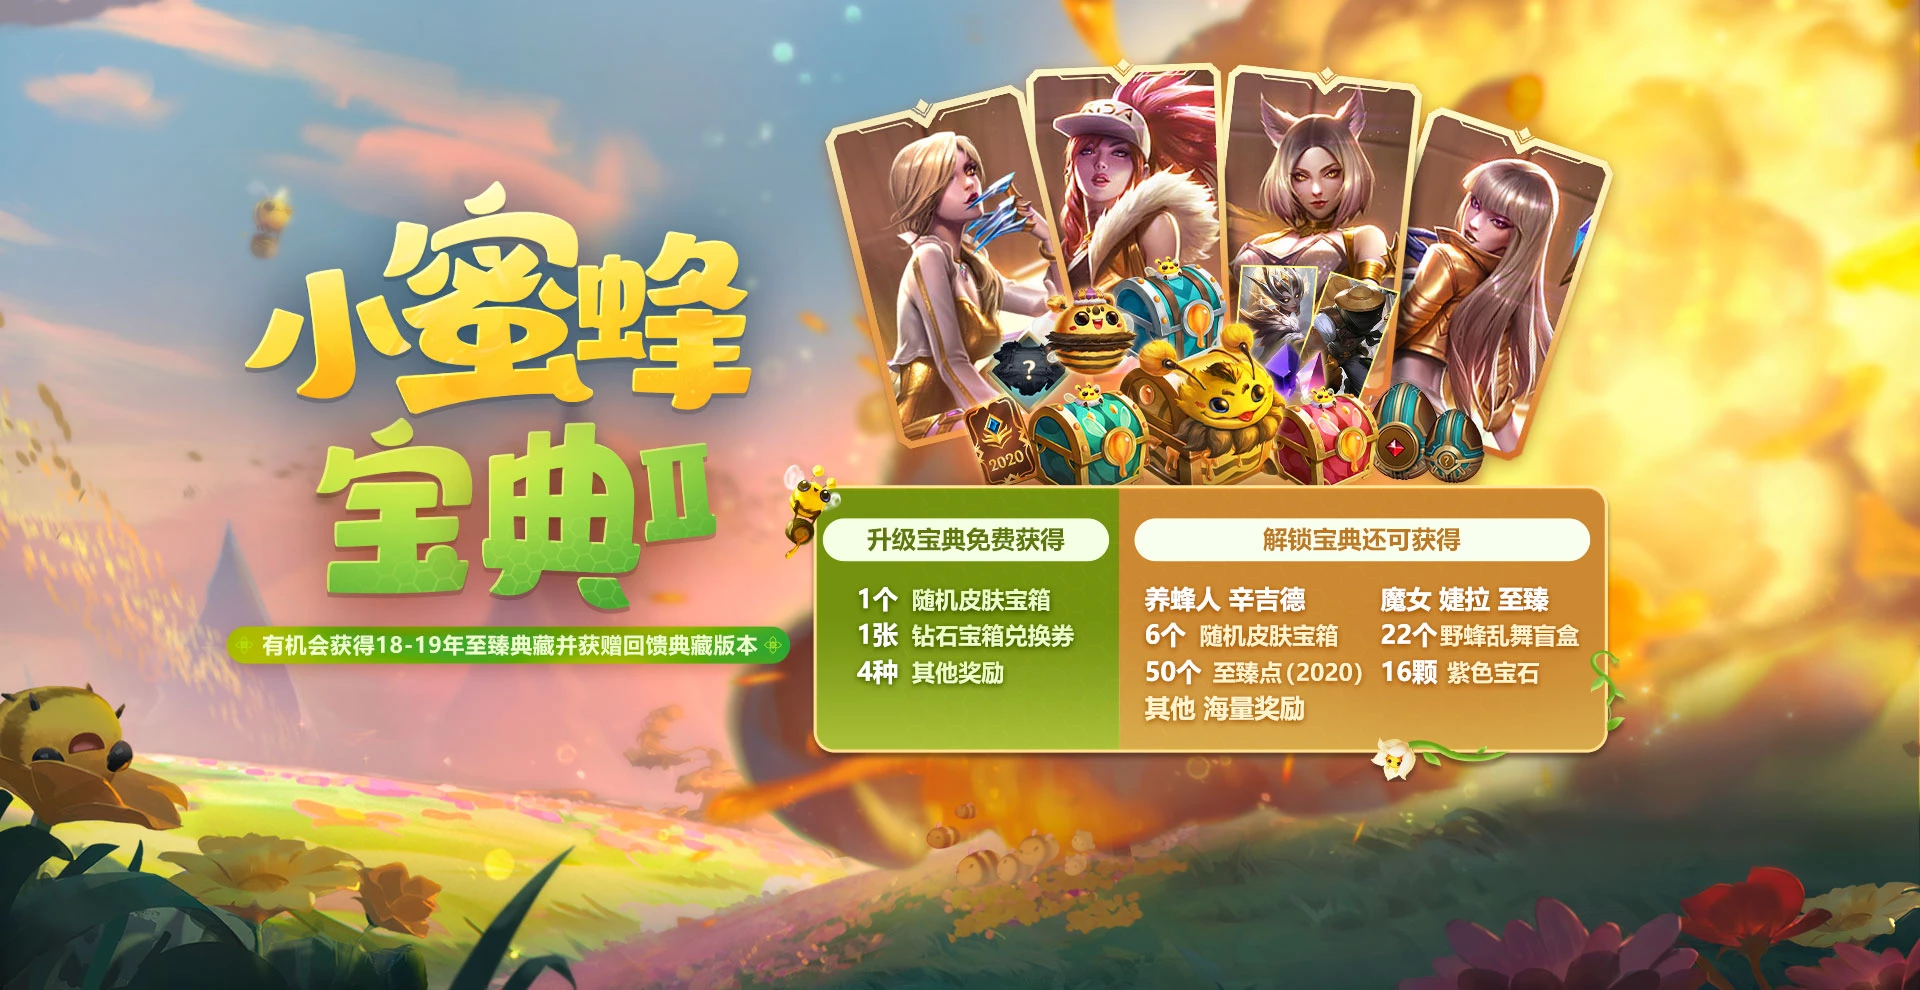 小蜜蜂
宝典II
有机会获得18-19年至臻典藏并获赠回馈典藏版本
?
2020
升级宝典免费获得
1个 随机皮肤宝箱
1张 钻石宝箱兑换券
4种 其他奖励
解锁宝典还可获得
养蜂人 辛吉德 魔女 婕拉 至臻
6个 随机皮肤宝箱 22个 野蜂乱舞盲盒
50个 至臻点(2020) 16颗 紫色宝石
其他 海量奖励